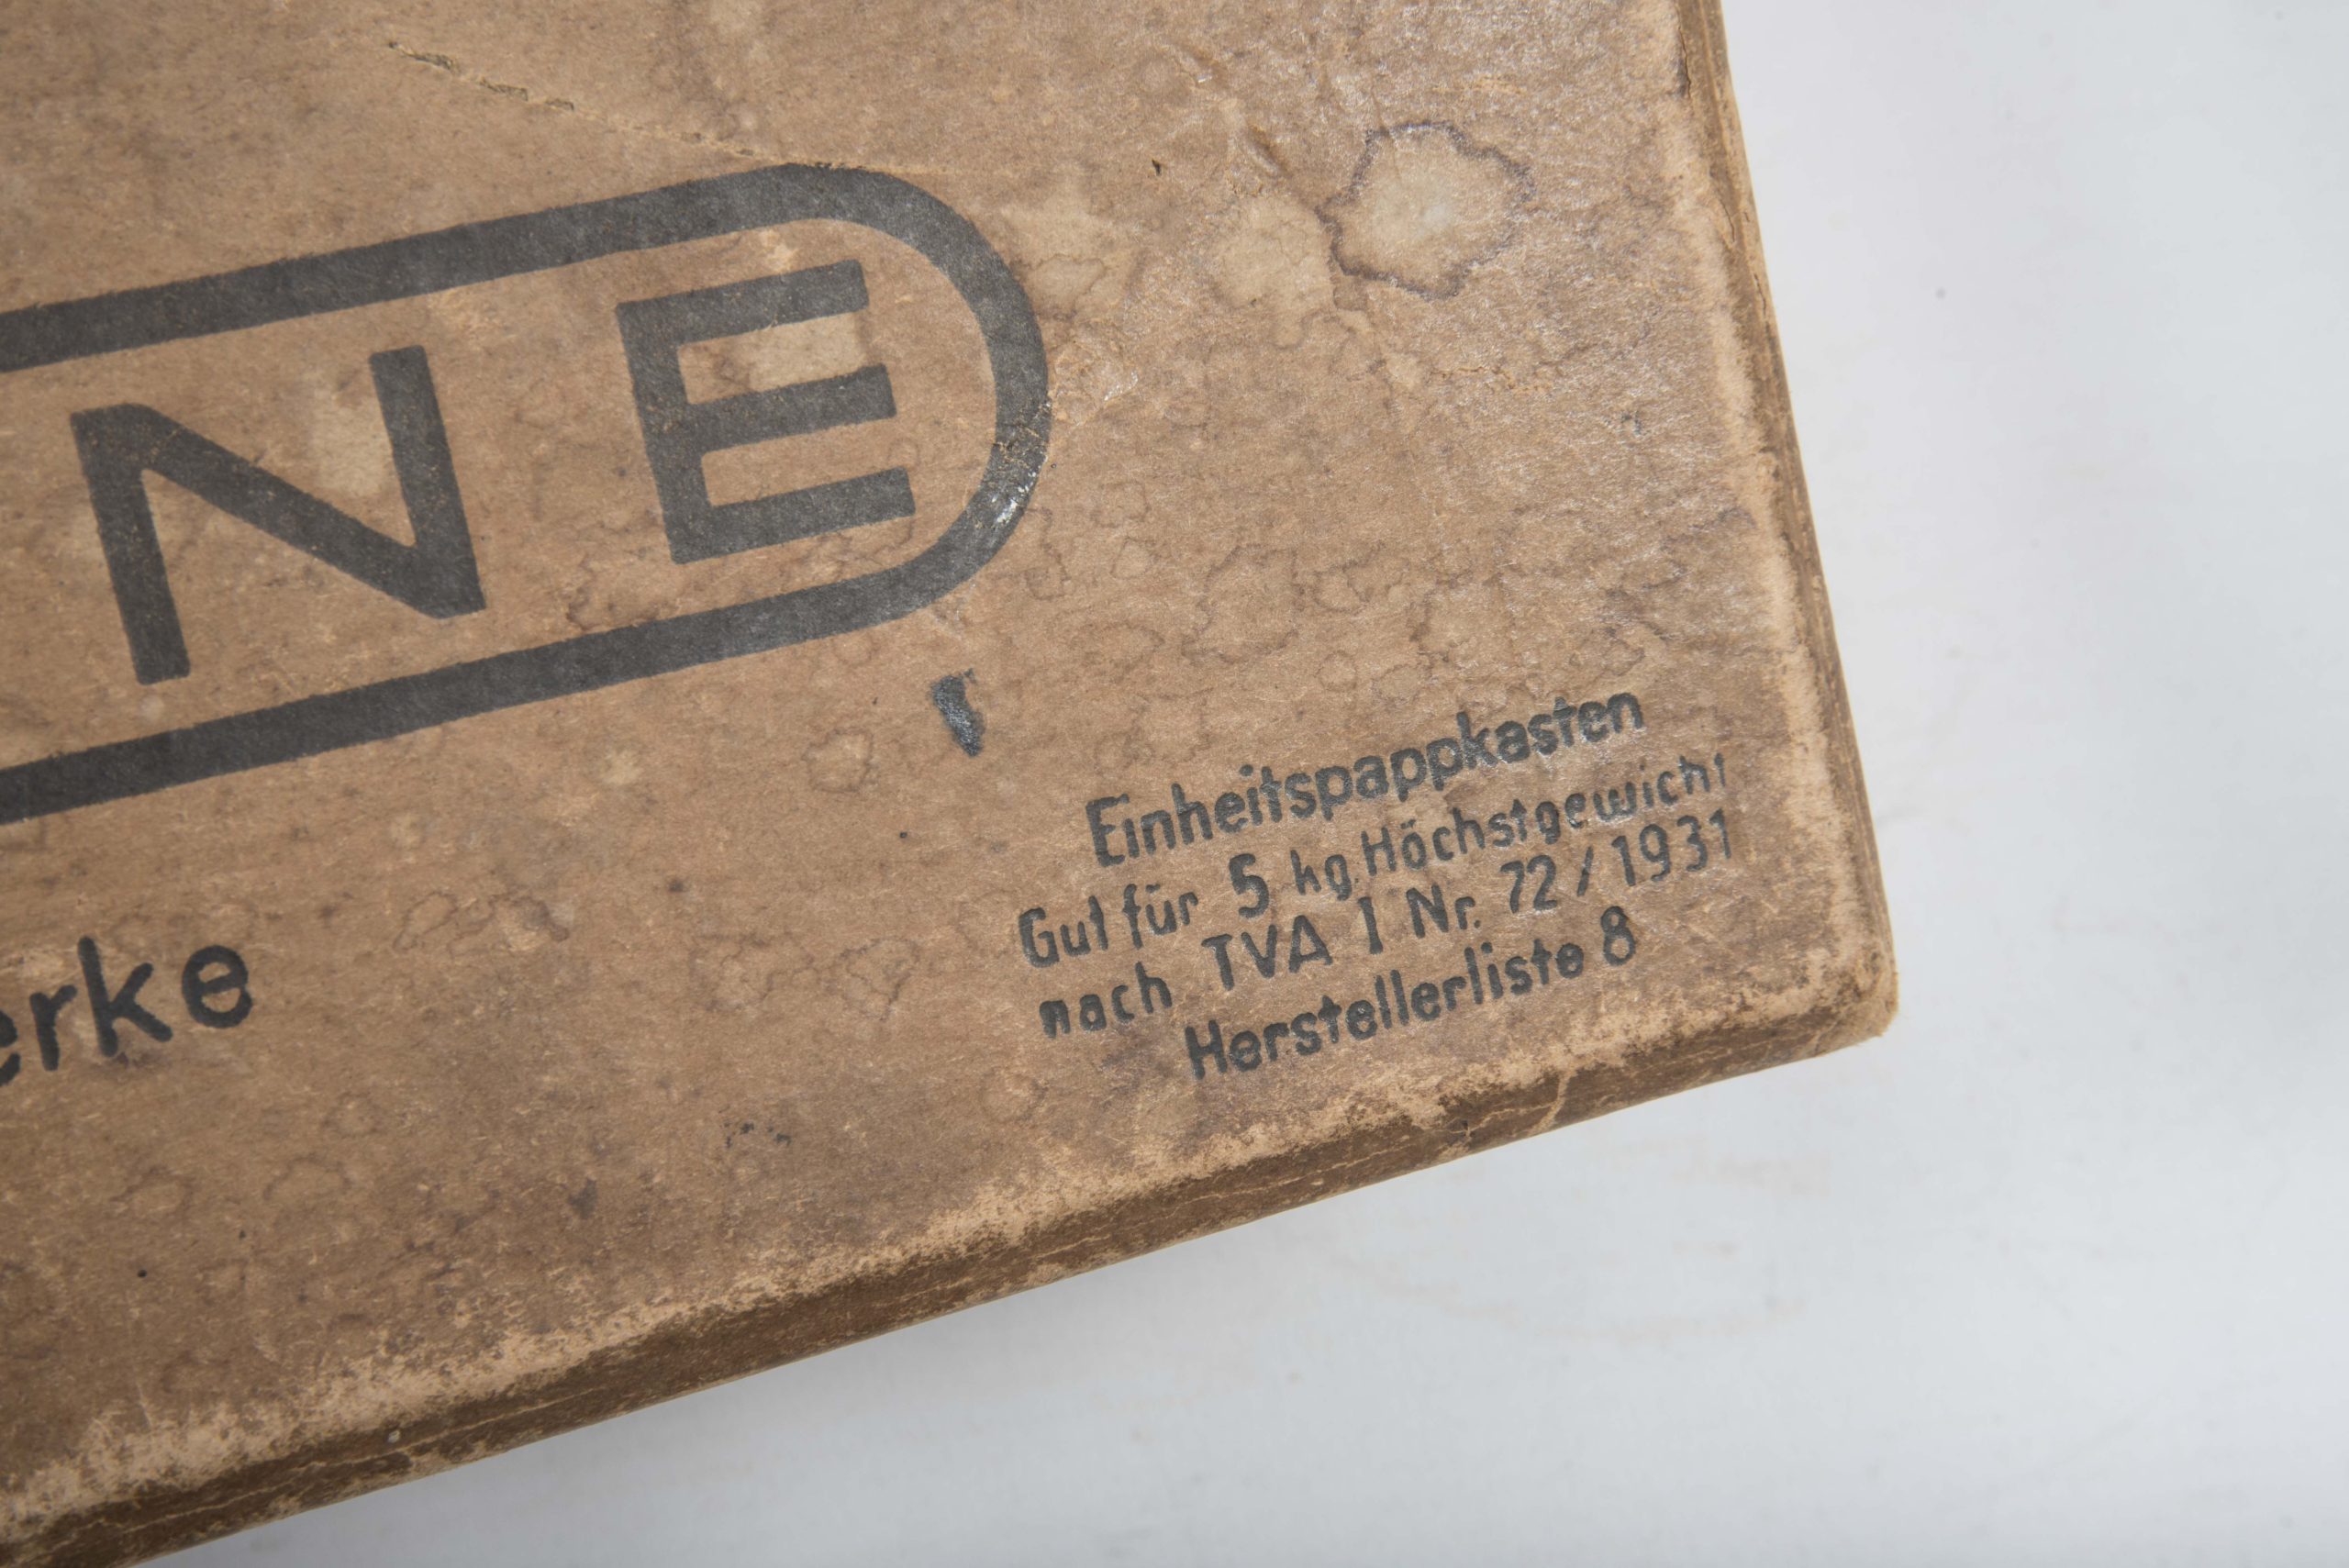 NE
erke
Einheitspappkasten
Gut für 5 kg. Höchstgewicht
nach TVA I Nr. 72/1931
Herstellerliste 8